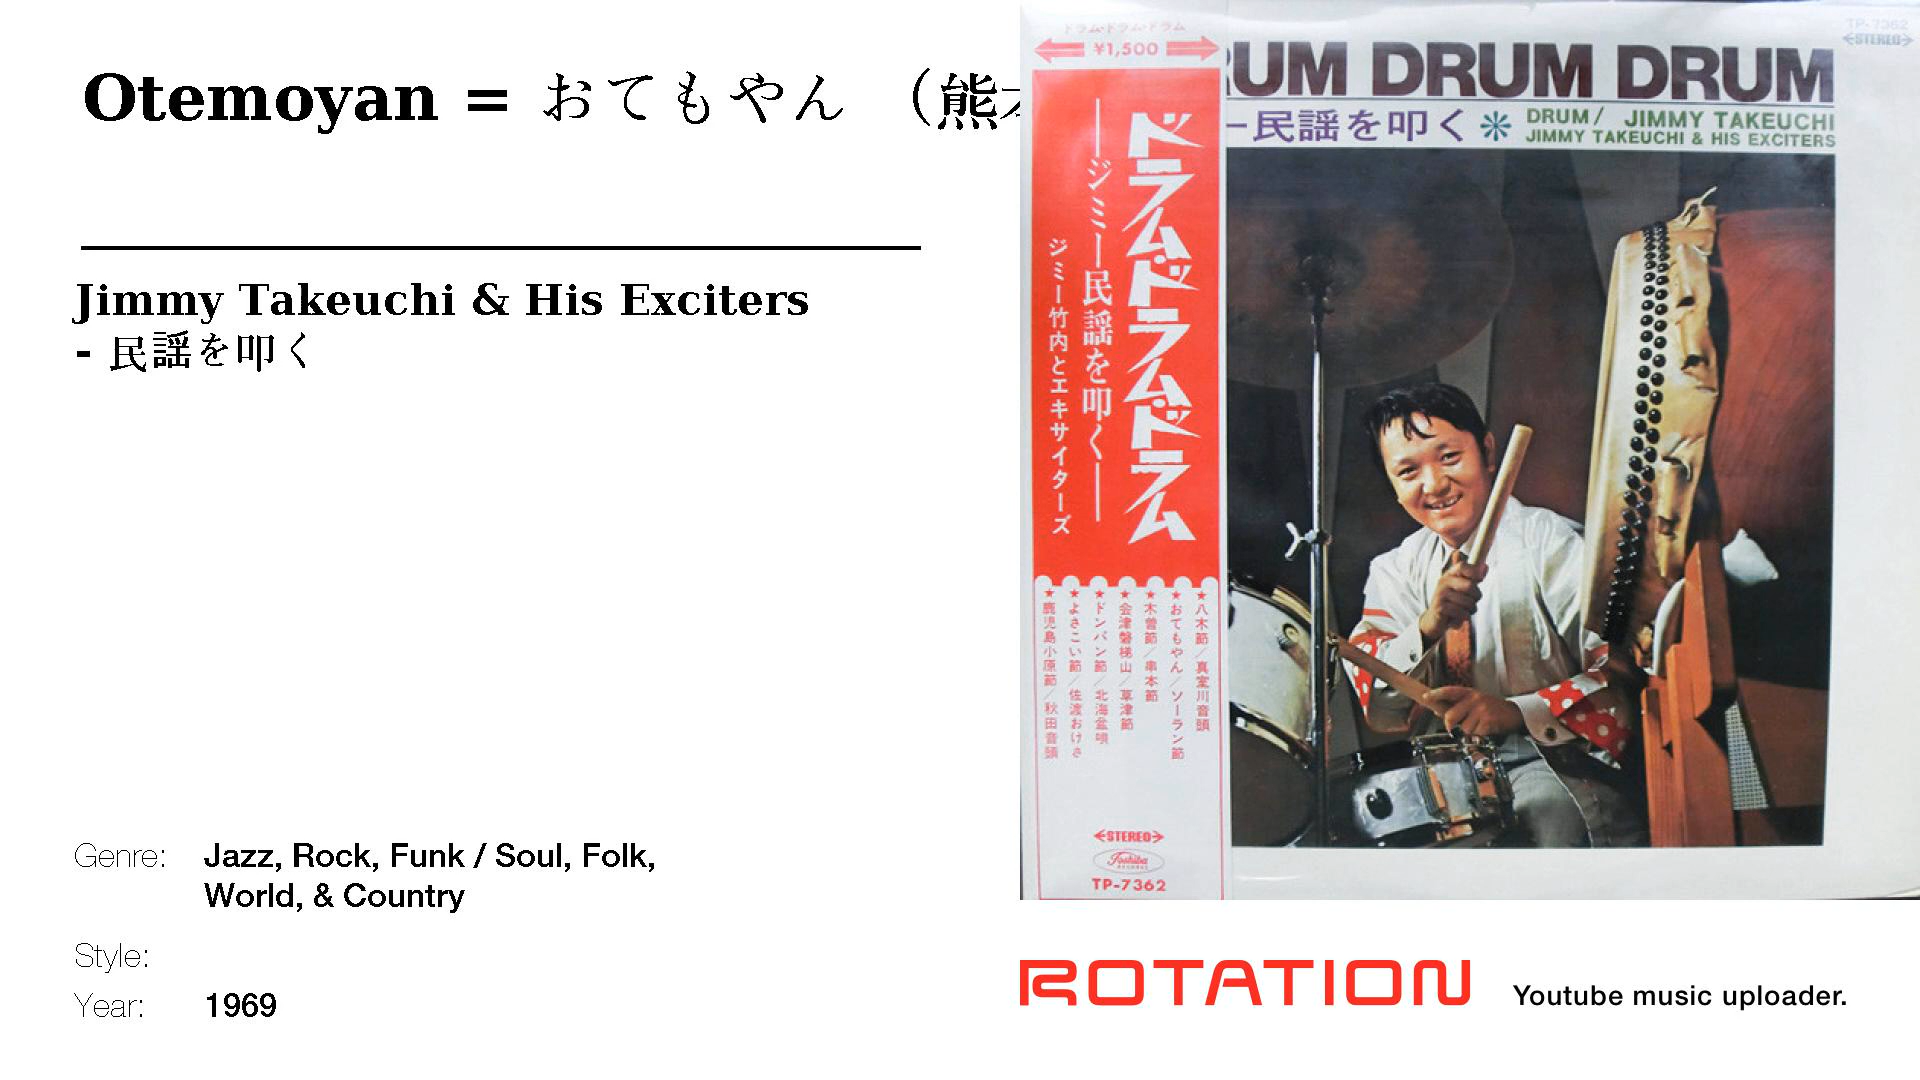 Otemoyan = おてもやん （熊
Jimmy Takeuchi & His Exciters
- 民謡を叩く
Genre: Jazz, Rock, Funk / Soul, Folk,
World, & Country
Style:
Year: 1969
ドラム・ドラム・ドラム
¥1,500
ドラム・ドラム・ドラム
――ジミー民謡を叩く――
ジミー竹内とエキサイターズ
★八木節／真室川音頭
★おてもやん／ソーラン節
★木曽節／串本節
★会津磐梯山／草津節
★ドンパン節／北海盆唄
★よさこい節／佐渡おけさ
★鹿児島小原節／秋田音頭
STEREO
Toshiba
RECORDS
TP-7362
TP-7362
STEREO
RUM DRUM DRUM
ー民謡を叩く
DRUM / JIMMY TAKEUCHI
JIMMY TAKEUCHI & HIS EXCITERS
ROTATION
Youtube music uploader.